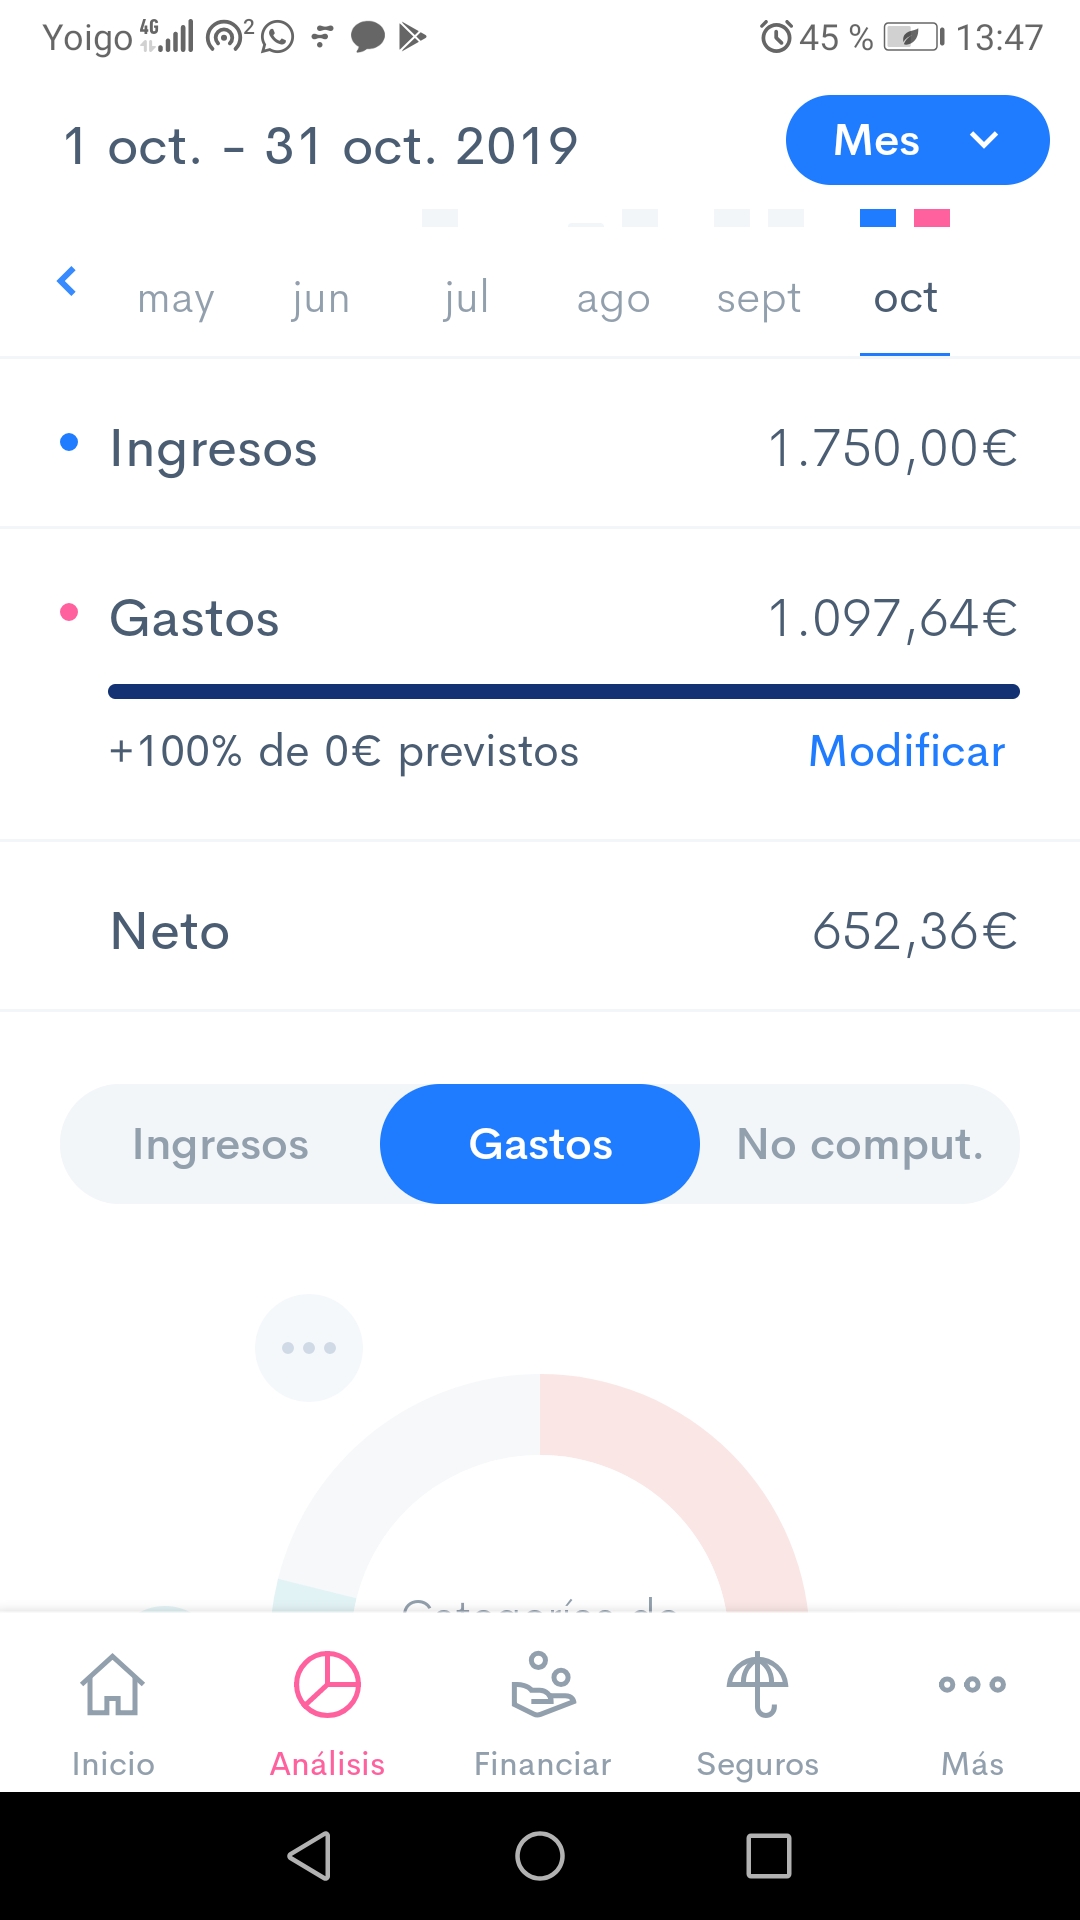 Yoigo 4G 2 45 % 13:47
1 oct. - 31 oct. 2019 Mes
may jun jul ago sept oct
Ingresos 1.750,00€
Gastos 1.097,64€
+100% de 0€ previstos Modificar
Neto 652,36€
Ingresos Gastos No comput.
Categorías de
Inicio Análisis Financiar Seguros Más